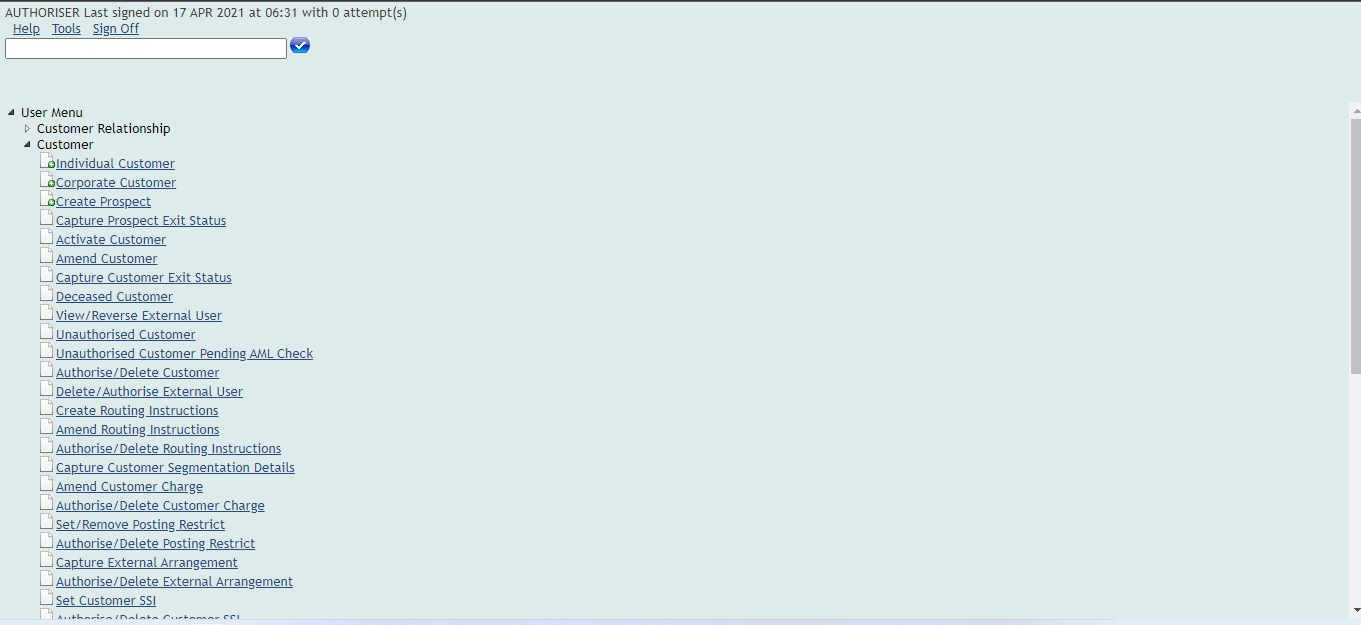 AUTHORISER Last signed on 17 APR 2021 at 06:31 with 0 attempt(s)
Help Tools Sign Off
User Menu
Customer Relationship
Customer
Individual Customer
Corporate Customer
Create Prospect
Capture Prospect Exit Status
Activate Customer
Amend Customer
Capture Customer Exit Status
Deceased Customer
View/Reverse External User
Unauthorised Customer
Unauthorised Customer Pending AML Check
Authorise/Delete Customer
Delete/Authorise External User
Create Routing Instructions
Amend Routing Instructions
Authorise/Delete Routing Instructions
Capture Customer Segmentation Details
Amend Customer Charge
Authorise/Delete Customer Charge
Set/Remove Posting Restrict
Authorise/Delete Posting Restrict
Capture External Arrangement
Authorise/Delete External Arrangement
Set Customer SSI
Authorise/Delete Customer SSI